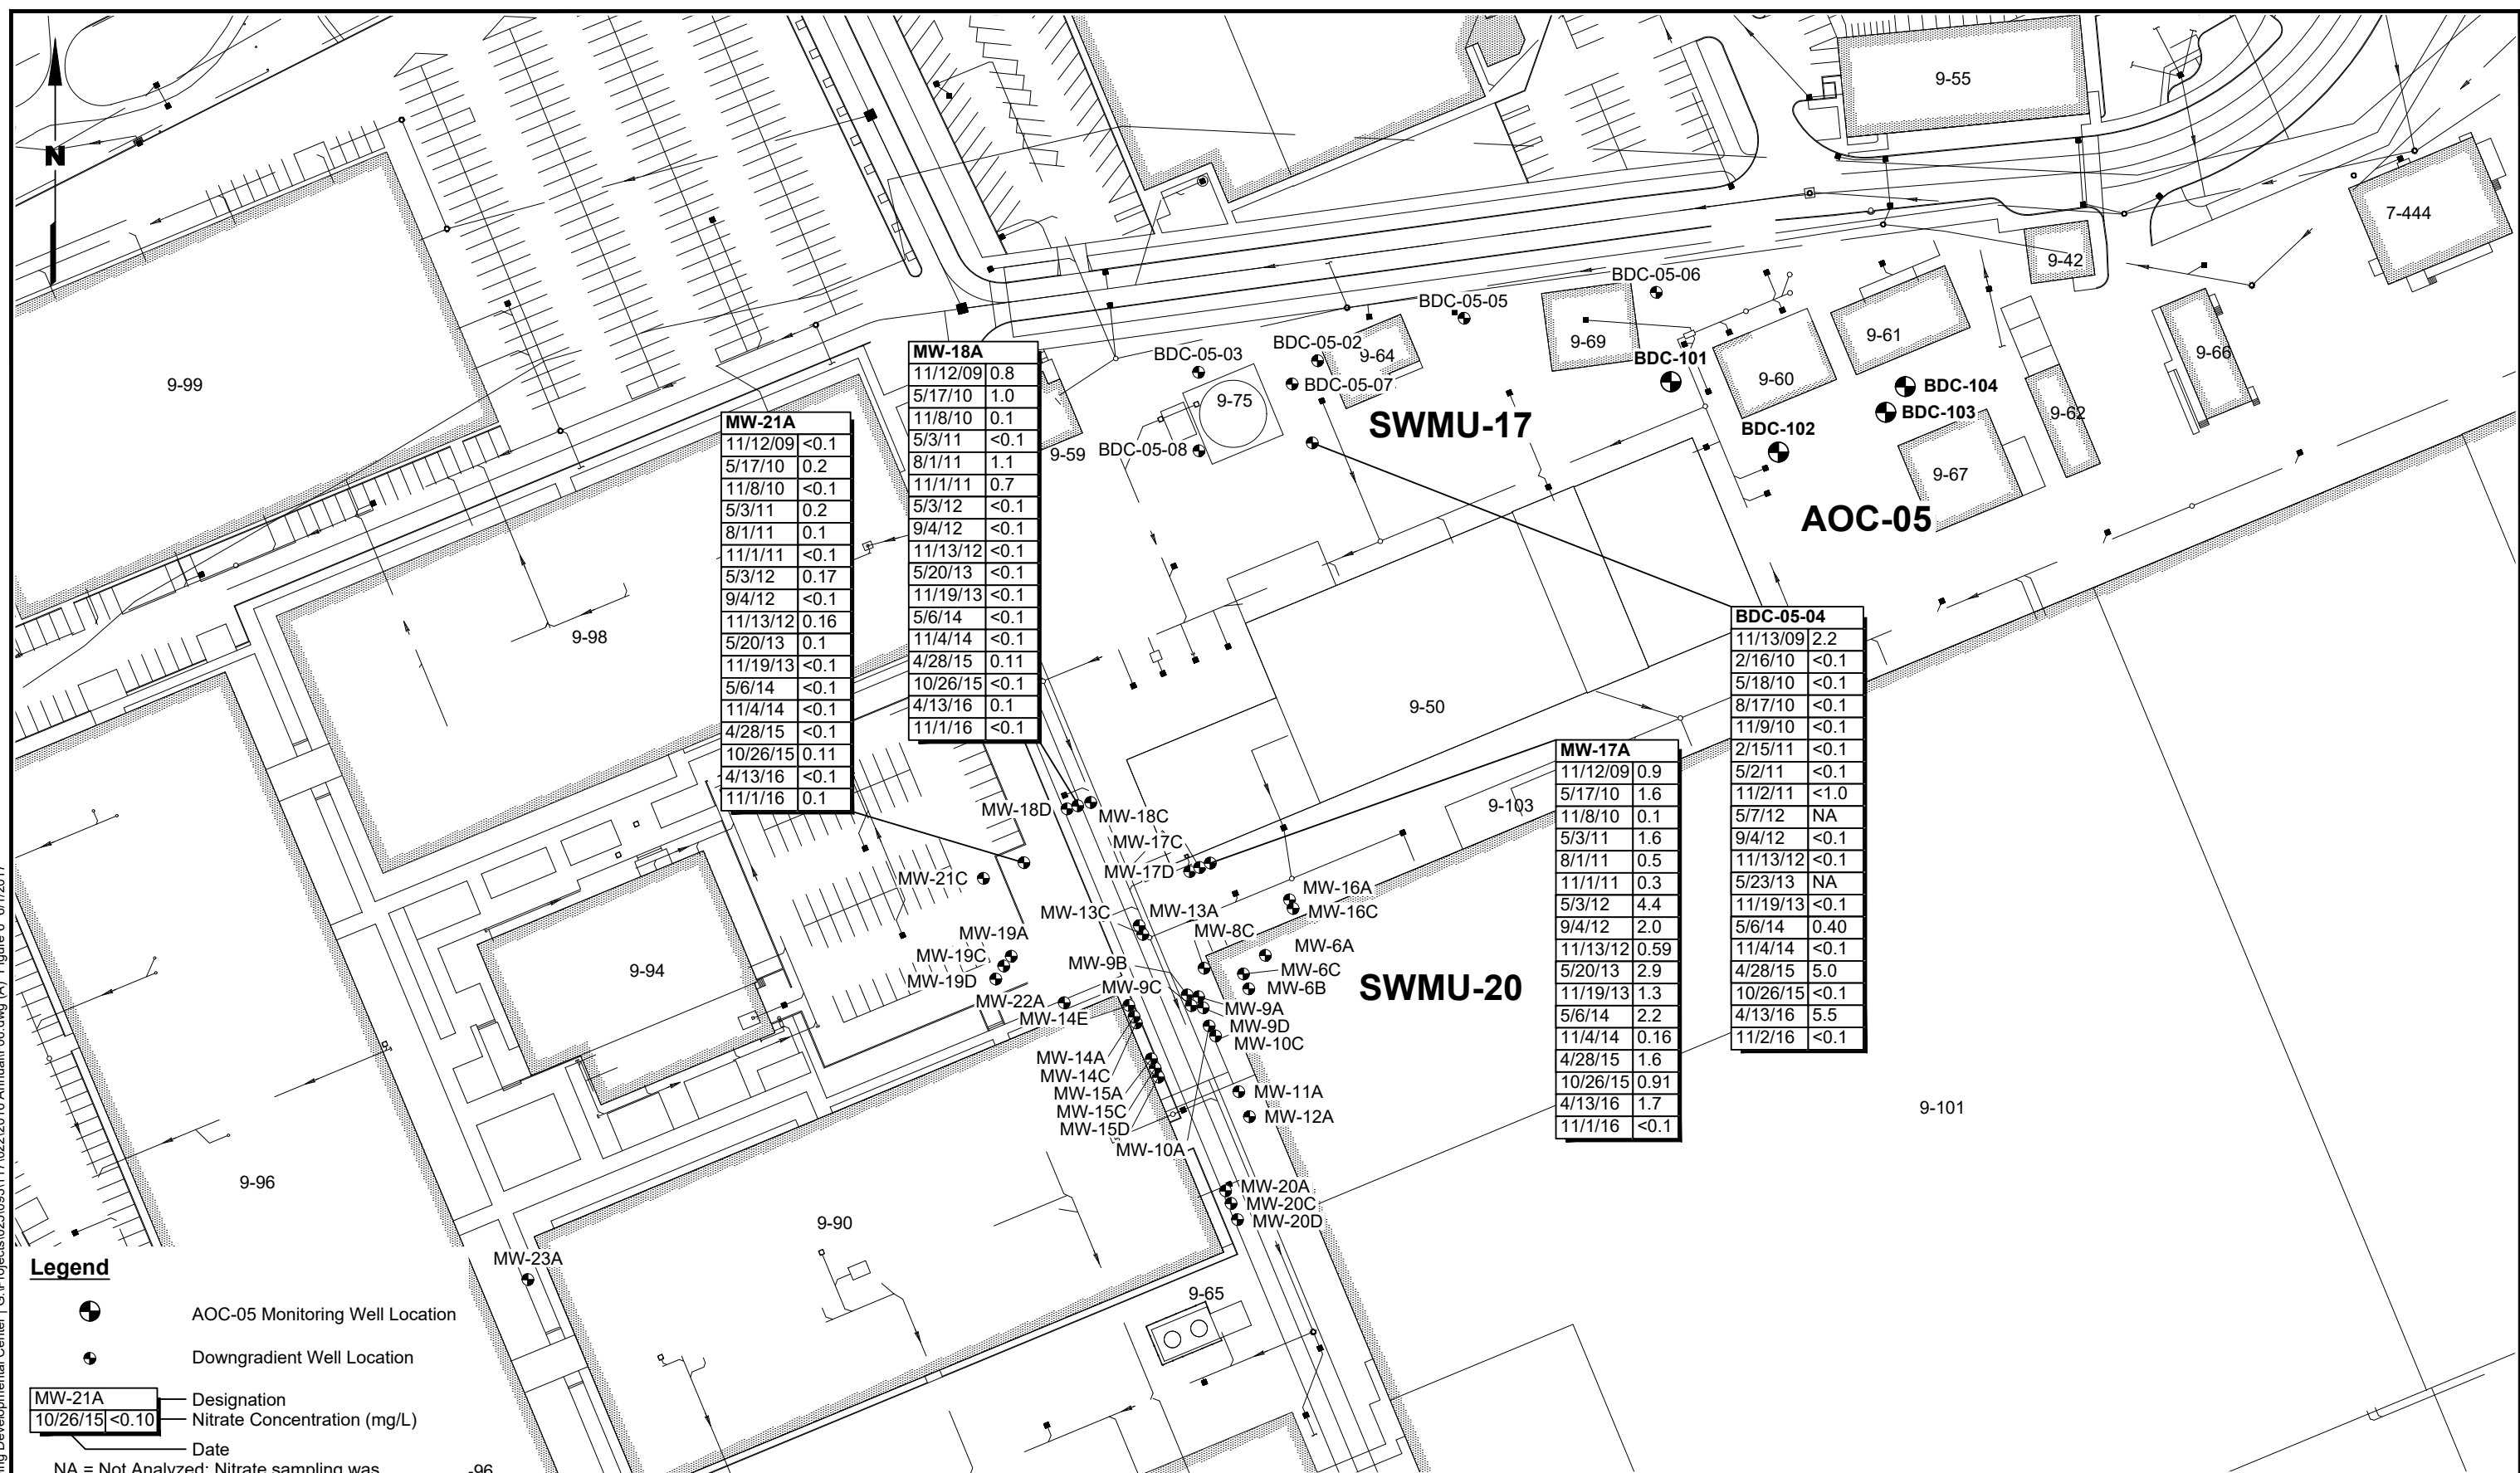 N
9-55
7-444
9-42
BDC-05-06
BDC-05-05
9-69
9-61
9-66
BDC-05-02
9-64
BDC-05-03
BDC-101
9-60
BDC-104
BDC-05-07
9-75
SWMU-17
BDC-103
9-62
BDC-102
BDC-05-08
9-59
9-67
AOC-05
9-99
MW-18A
11/12/09 0.8
5/17/10 1.0
11/8/10 0.1
5/3/11 <0.1
8/1/11 1.1
11/1/11 0.7
5/3/12 <0.1
9/4/12 <0.1
11/13/12 <0.1
5/20/13 <0.1
11/19/13 <0.1
5/6/14 <0.1
11/4/14 <0.1
4/28/15 0.11
10/26/15 <0.1
4/13/16 0.1
11/1/16 <0.1
MW-21A
11/12/09 <0.1
5/17/10 0.2
11/8/10 <0.1
5/3/11 0.2
8/1/11 0.1
11/1/11 <0.1
5/3/12 0.17
9/4/12 <0.1
11/13/12 0.16
5/20/13 0.1
11/19/13 <0.1
5/6/14 <0.1
11/4/14 <0.1
4/28/15 <0.1
10/26/15 0.11
4/13/16 <0.1
11/1/16 0.1
BDC-05-04
11/13/09 2.2
2/16/10 <0.1
5/18/10 <0.1
8/17/10 <0.1
11/9/10 <0.1
2/15/11 <0.1
5/2/11 <0.1
11/2/11 <1.0
5/7/12 NA
9/4/12 <0.1
11/13/12 <0.1
5/23/13 NA
11/19/13 <0.1
5/6/14 0.40
11/4/14 <0.1
4/28/15 5.0
10/26/15 <0.1
4/13/16 5.5
11/2/16 <0.1
MW-17A
11/12/09 0.9
5/17/10 1.6
11/8/10 0.1
5/3/11 1.6
8/1/11 0.5
11/1/11 0.3
5/3/12 4.4
9/4/12 2.0
11/13/12 0.59
5/20/13 2.9
11/19/13 1.3
5/6/14 2.2
11/4/14 0.16
4/28/15 1.6
10/26/15 0.91
4/13/16 1.7
11/1/16 <0.1
9-98
9-50
9-103
MW-18D
MW-18C
MW-17C
MW-17D
MW-21C
MW-16A
MW-16C
MW-13C
MW-13A
MW-8C
MW-19A
MW-19C
MW-19D
MW-6A
MW-6C
MW-6B
MW-9B
MW-9C
SWMU-20
MW-22A
MW-14E
MW-9A
MW-9D
MW-10C
9-94
MW-14A
MW-14C
MW-15A
MW-15C
MW-15D
MW-11A
MW-12A
MW-10A
9-101
9-96
MW-20A
MW-20C
MW-20D
9-90
MW-23A
9-65
Legend
AOC-05 Monitoring Well Location
Downgradient Well Location
MW-21A Designation
10/26/15 <0.10 Nitrate Concentration (mg/L)
Date
NA = Not Analyzed; Nitrate sampling was
-96